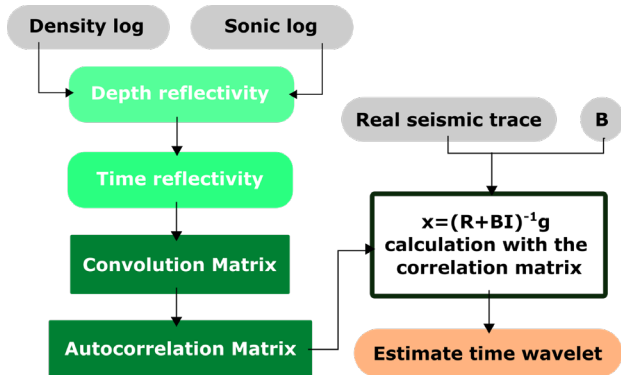 Density log
Sonic log
Depth reflectivity
Real seismic trace
B
Time reflectivity
x=(R+BI)⁻¹g
calculation with the
correlation matrix
Convolution Matrix
Autocorrelation Matrix
Estimate time wavelet